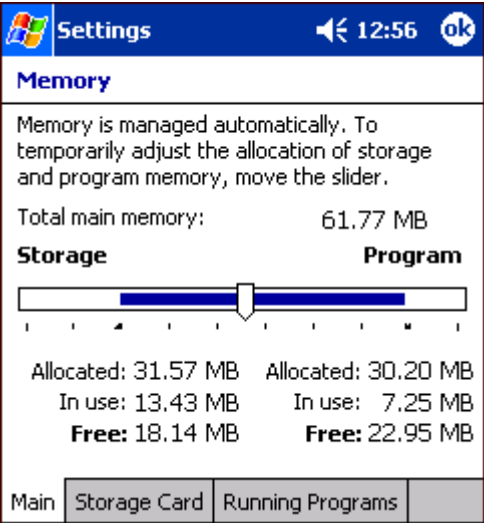 Settings 12:56 ok
Memory
Memory is managed automatically. To
temporarily adjust the allocation of storage
and program memory, move the slider.
Total main memory: 61.77 MB
Storage Program
Allocated: 31.57 MB Allocated: 30.20 MB
In use: 13.43 MB In use: 7.25 MB
Free: 18.14 MB Free: 22.95 MB
Main Storage Card Running Programs